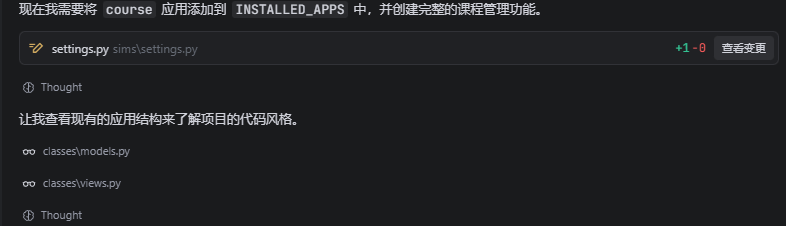 现在我需要将 course 应用添加到 INSTALLED_APPS 中，并创建完整的课程管理功能。
settings.py sims\settings.py +1 -0 查看变更
Thought
让我查看现有的应用结构来了解项目的代码风格。
classes\models.py
classes\views.py
Thought